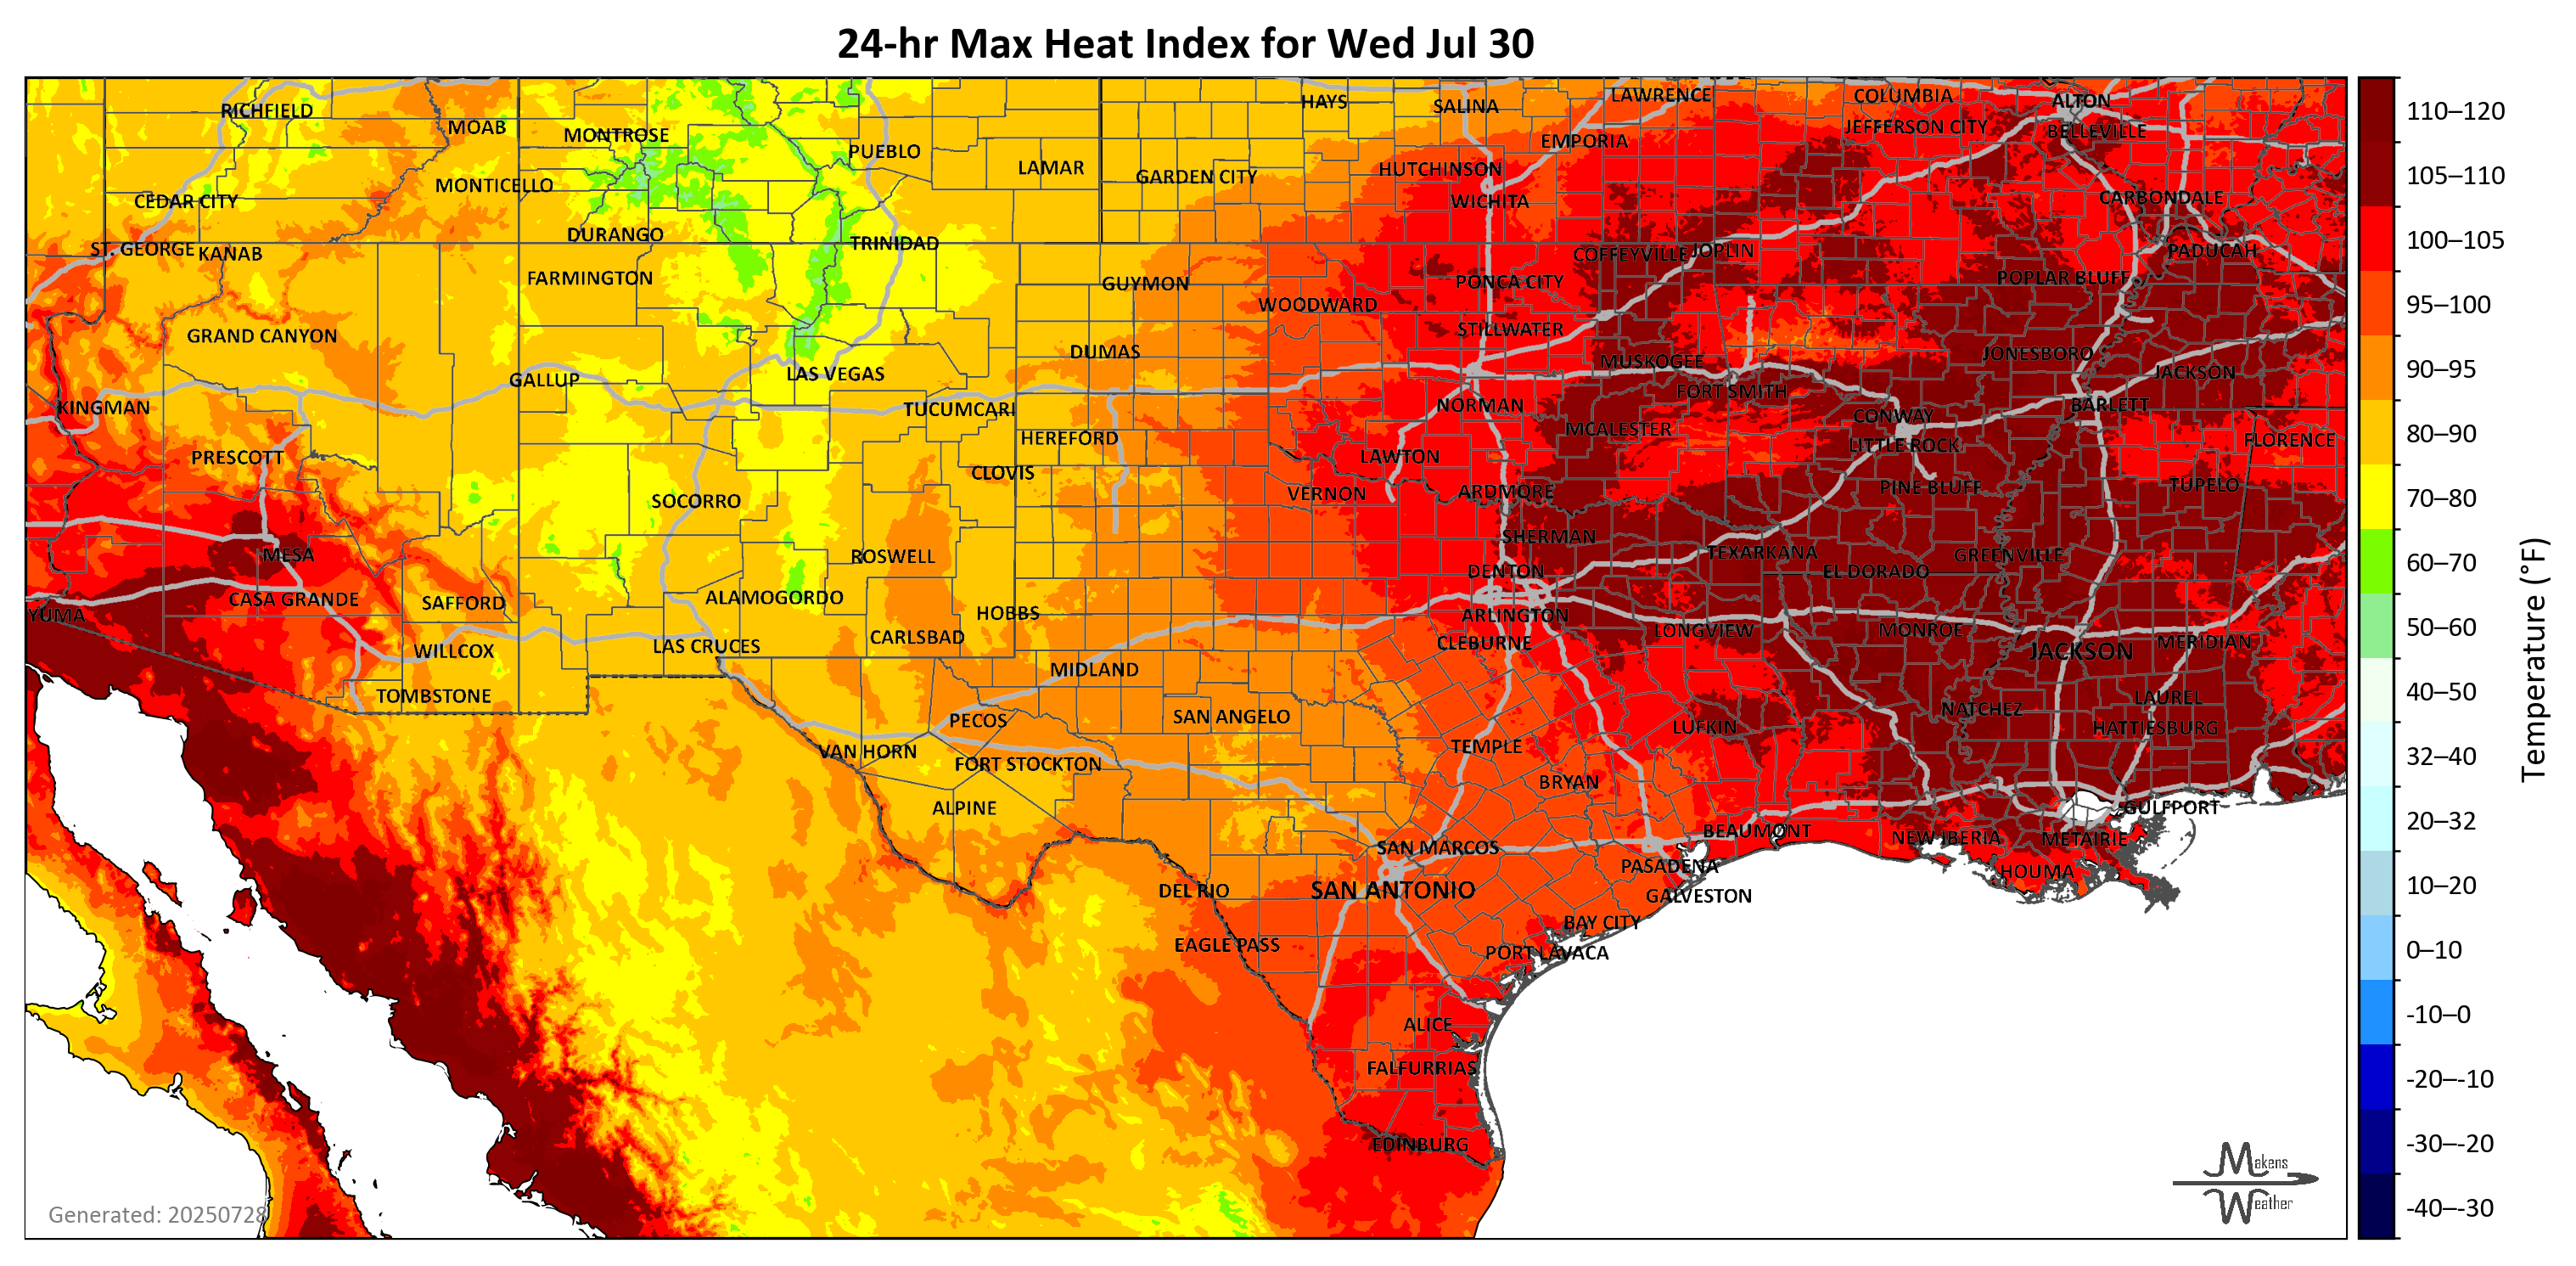 24-hr Max Heat Index for Wed Jul 30
RICHFIELD
MOAB
MONTROSE
PUEBLO
LAMAR
GARDEN CITY
HAYS
SALINA
LAWRENCE
EMPORIA
HUTCHINSON
WICHITA
COLUMBIA
JEFFERSON CITY
ALTON
BELLEVILLE
CARBONDALE
PADUCAH
CEDAR CITY
MONTICELLO
DURANGO
TRINIDAD
ST. GEORGE
KANAB
FARMINGTON
GUYMON
WOODWARD
PONCA CITY
COFFEYVILLE
JOPLIN
POPLAR BLUFF
GRAND CANYON
DUMAS
STILLWATER
MUSKOGEE
JONESBORO
JACKSON
GALLUP
LAS VEGAS
TUCUMCARI
NORMAN
FORT SMITH
CONWAY
BARLETT
KINGMAN
HEREFORD
MCALESTER
LITTLE ROCK
FLORENCE
PRESCOTT
CLOVIS
LAWTON
VERNON
ARDMORE
PINE BLUFF
TUPELO
SOCORRO
SHERMAN
MESA
ROSWELL
TEXARKANA
GREENVILLE
DENTON
EL DORADO
CASA GRANDE
SAFFORD
ALAMOGORDO
HOBBS
ARLINGTON
YUMA
WILLCOX
LAS CRUCES
CARLSBAD
CLEBURNE
LONGVIEW
MONROE
JACKSON
MERIDIAN
MIDLAND
TOMBSTONE
PECOS
SAN ANGELO
LUFKIN
NATCHEZ
LAUREL
HATTIESBURG
VAN HORN
FORT STOCKTON
TEMPLE
BRYAN
ALPINE
GULFPORT
BEAUMONT
NEW IBERIA
METAIRIE
SAN MARCOS
PASADENA
HOUMA
DEL RIO
SAN ANTONIO
GALVESTON
BAY CITY
EAGLE PASS
PORT LAVACA
ALICE
FALFURRIAS
EDINBURG
Generated: 20250728
Makens
Weather
110–120
105–110
100–105
95–100
90–95
80–90
70–80
60–70
50–60
40–50
32–40
20–32
10–20
0–10
-10–0
-20–-10
-30–-20
-40–-30
Temperature (°F)